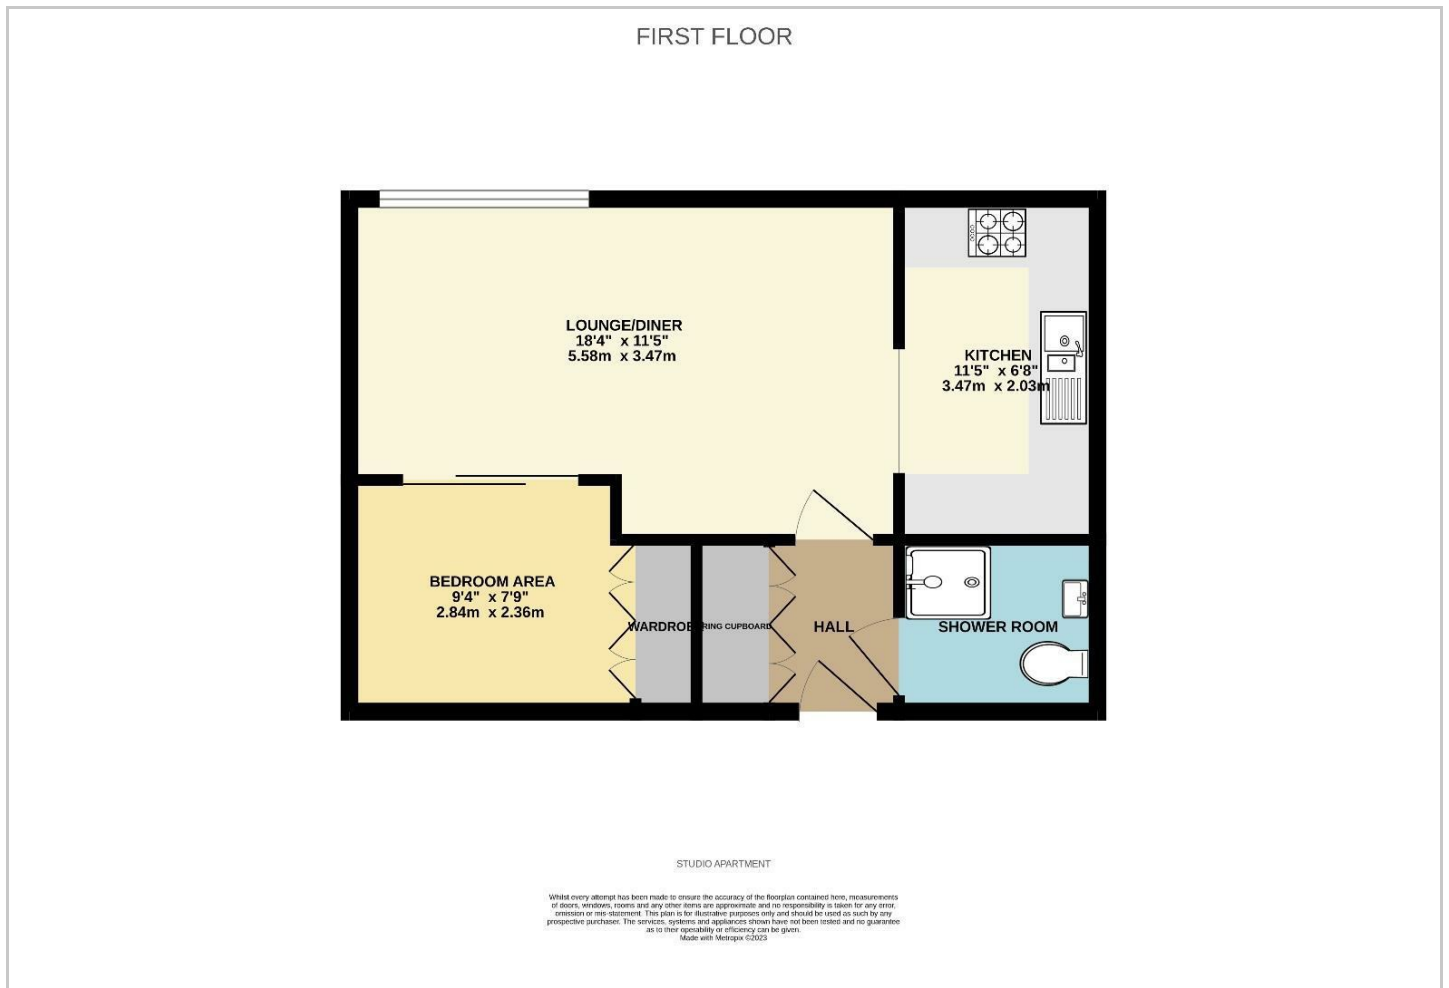 FIRST FLOOR
LOUNGE/DINER
18'4" x 11'5"
5.58m x 3.47m
KITCHEN
11'5" x 6'8"
3.47m x 2.03m
BEDROOM AREA
9'4" x 7'9"
2.84m x 2.36m
WARDROBE
RING CUPBOARD
HALL
SHOWER ROOM
STUDIO APARTMENT
Whilst every attempt has been made to ensure the accuracy of the floorplan contained here, measurements
of doors, windows, rooms and any other items are approximate and no responsibility is taken for any error,
omission or mis-statement. This plan is for illustrative purposes only and should be used as such by any
prospective purchaser. The services, systems and appliances shown have not been tested and no guarantee
as to their operability or efficiency can be given.
Made with Metropix ©2023